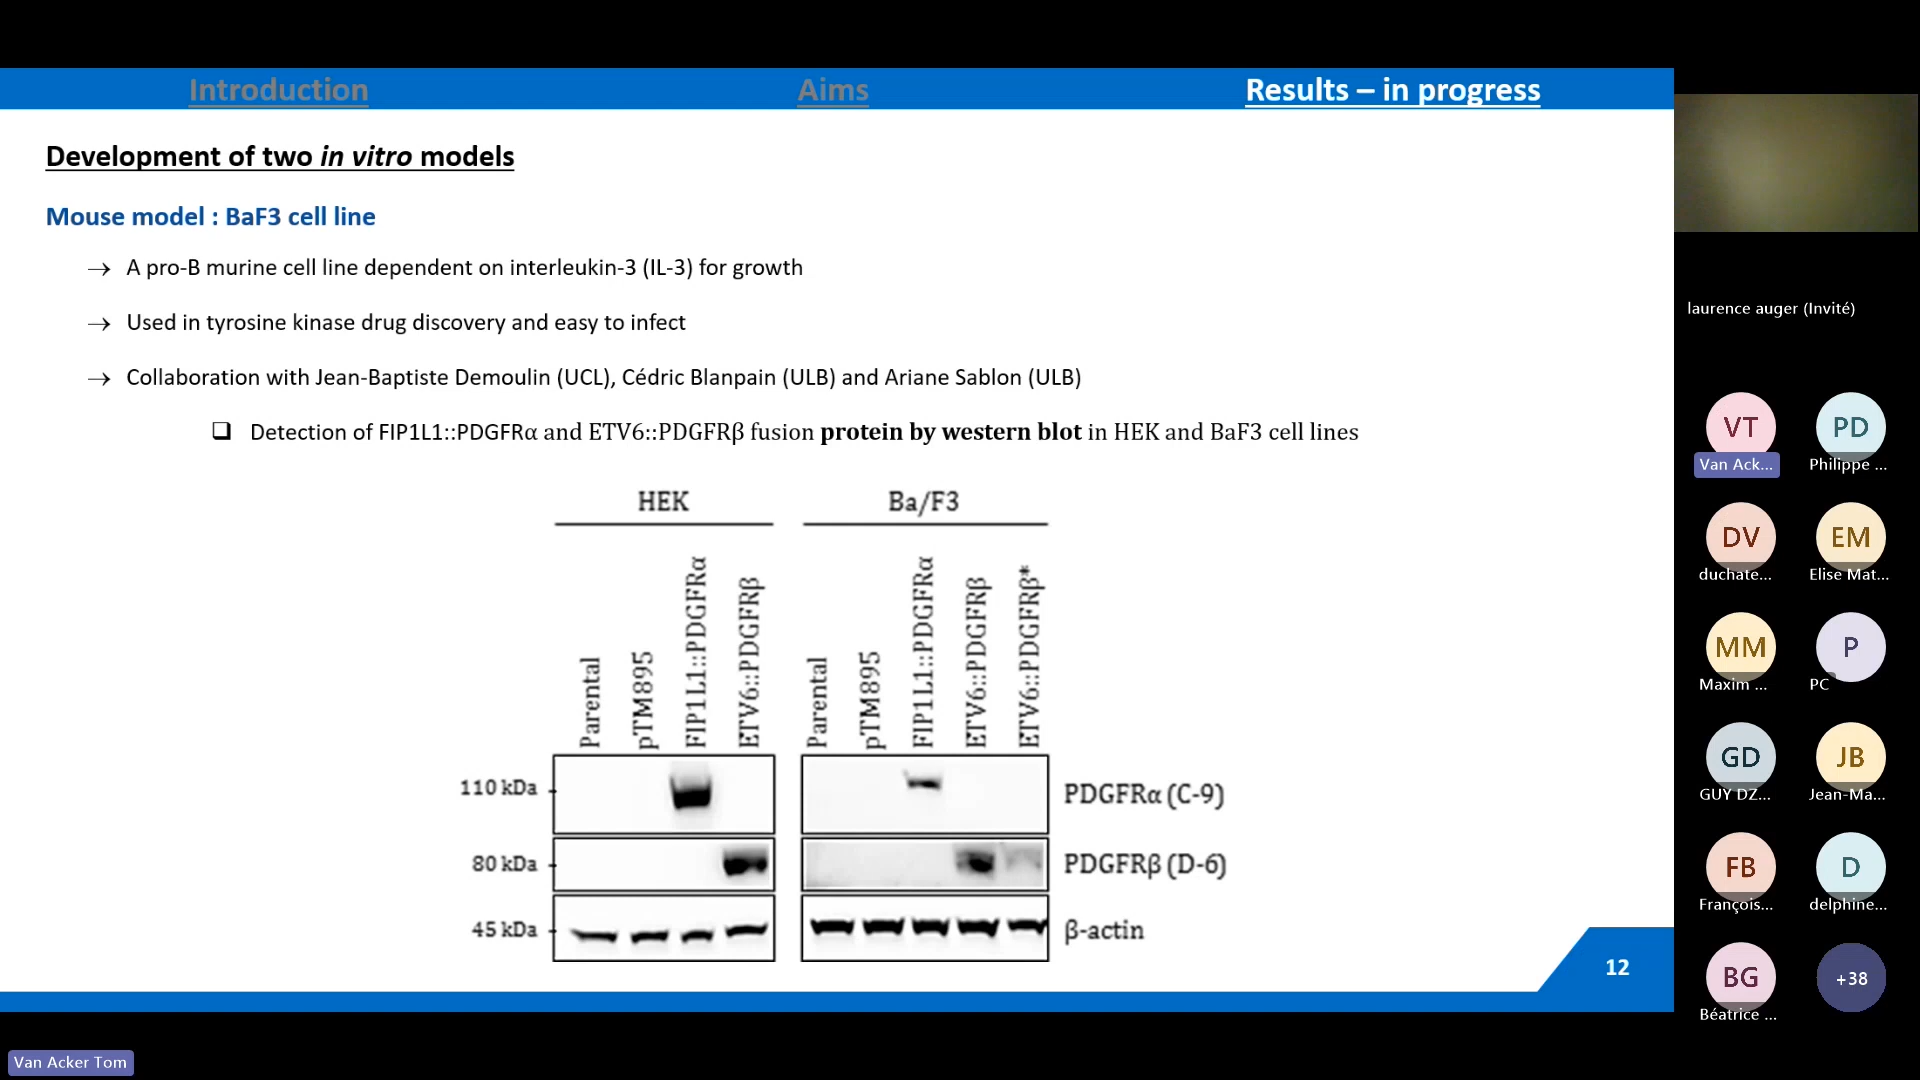 Introduction
Aims
Results – in progress
Development of two in vitro models
Mouse model : BaF3 cell line
→ A pro-B murine cell line dependent on interleukin-3 (IL-3) for growth
→ Used in tyrosine kinase drug discovery and easy to infect
→ Collaboration with Jean-Baptiste Demoulin (UCL), Cédric Blanpain (ULB) and Ariane Sablon (ULB)
❑ Detection of FIP1L1::PDGFRα and ETV6::PDGFRβ fusion protein by western blot in HEK and BaF3 cell lines
HEK
Ba/F3
Parental
pTM895
FIP1L1::PDGFRα
ETV6::PDGFRβ
Parental
pTM895
FIP1L1::PDGFRα
ETV6::PDGFRβ
ETV6::PDGFRβ*
110 kDa
PDGFRα (C-9)
80 kDa
PDGFRβ (D-6)
45 kDa
β-actin
12
laurence auger (Invité)
VT
Van Ack...
PD
Philippe ...
DV
duchate...
EM
Elise Mat...
MM
Maxim ...
P
PC
GD
GUY DZ...
JB
Jean-Ma...
FB
François...
D
delphine...
BG
Béatrice ...
+38
Van Acker Tom